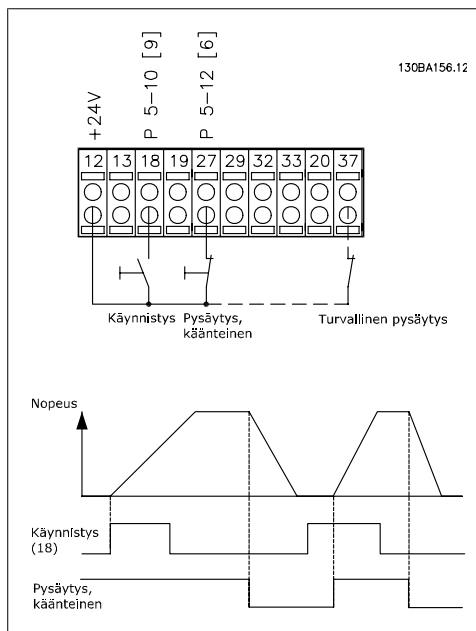 130BA156.12
+24V
P 5-10 [9]
P 5-12 [6]
12 13 18 19 27 29 32 33 20 37
Käynnistys
Pysäytys,
käänteinen
Turvallinen pysäytys
Nopeus
Käynnistys
(18)
Pysäytys,
käänteinen